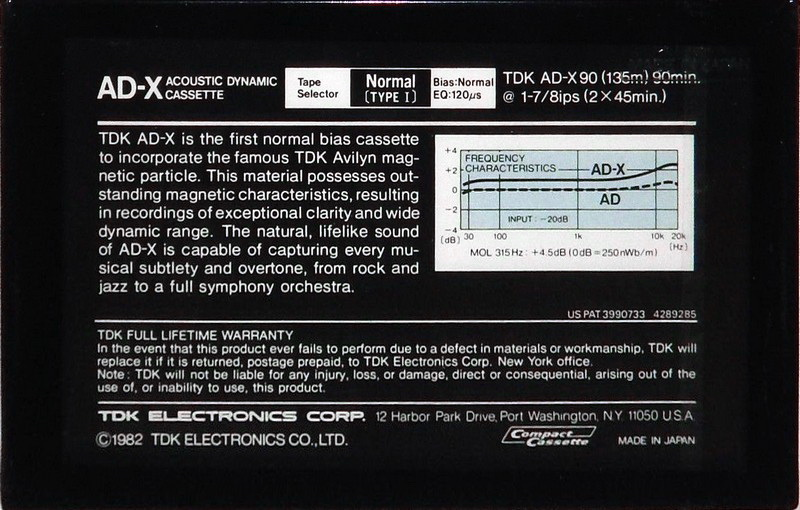 AD-X ACOUSTIC DYNAMIC CASSETTE
Tape Selector
Normal
[TYPE I]
Bias:Normal
EQ:120µs
TDK AD-X90 (135m) 90min.
@ 1-7/8ips (2×45min.)
TDK AD-X is the first normal bias cassette
to incorporate the famous TDK Avilyn mag-
netic particle. This material possesses out-
standing magnetic characteristics, resulting
in recordings of exceptional clarity and wide
dynamic range. The natural, lifelike sound
of AD-X is capable of capturing every mu-
sical subtlety and overtone, from rock and
jazz to a full symphony orchestra.
FREQUENCY
CHARACTERISTICS
AD-X
AD
INPUT: -20dB
+4
+2
0
-2
-4
(dB) 30 100 1k 10k 20k
(Hz)
MOL 315Hz: +4.5dB (0dB=250nWb/m)
US PAT 3990733 4289285
TDK FULL LIFETIME WARRANTY
In the event that this product ever fails to perform due to a defect in materials or workmanship, TDK will
replace it if it is returned, postage prepaid, to TDK Electronics Corp. New York office.
Note: TDK will not be liable for any injury, loss, or damage, direct or consequential, arising out of the
use of, or inability to use, this product.
TDK ELECTRONICS CORP. 12 Harbor Park Drive, Port Washington, N.Y. 11050 U.S.A.
©1982 TDK ELECTRONICS CO., LTD.
Compact Cassette
MADE IN JAPAN